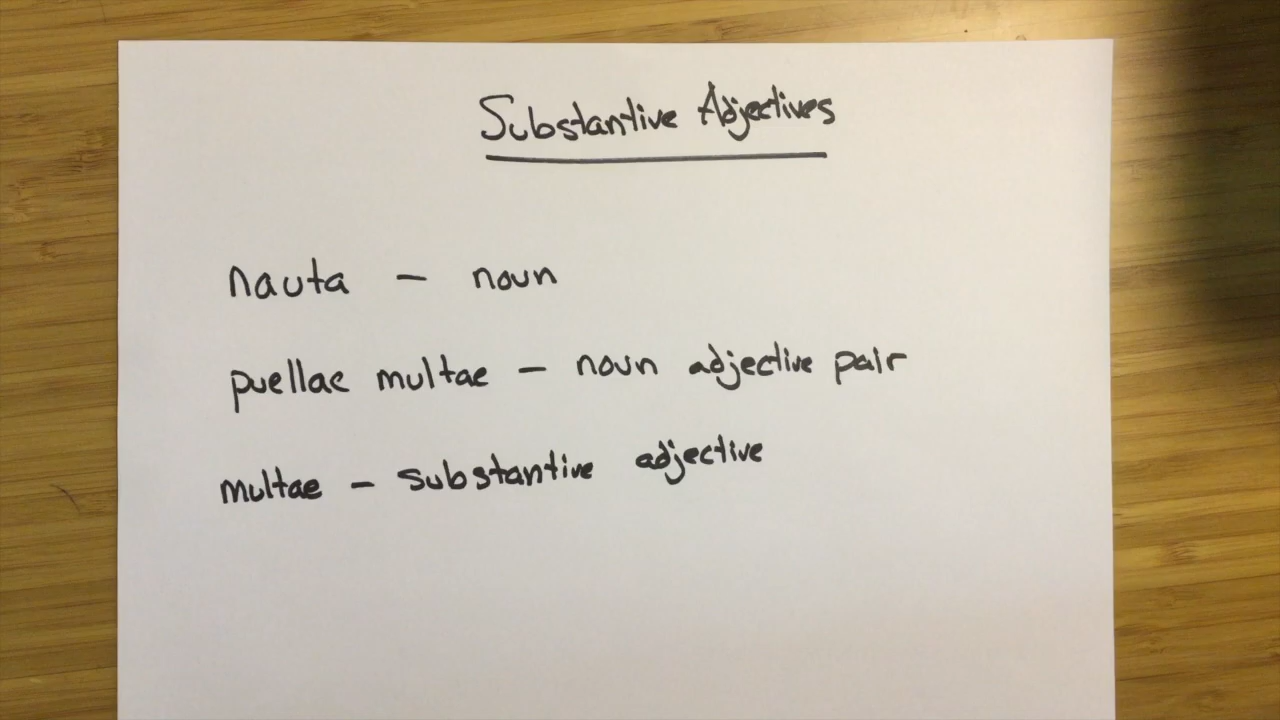 Substantive Adjectives
nauta - noun
puellae multae - noun adjective pair
multae - substantive adjective